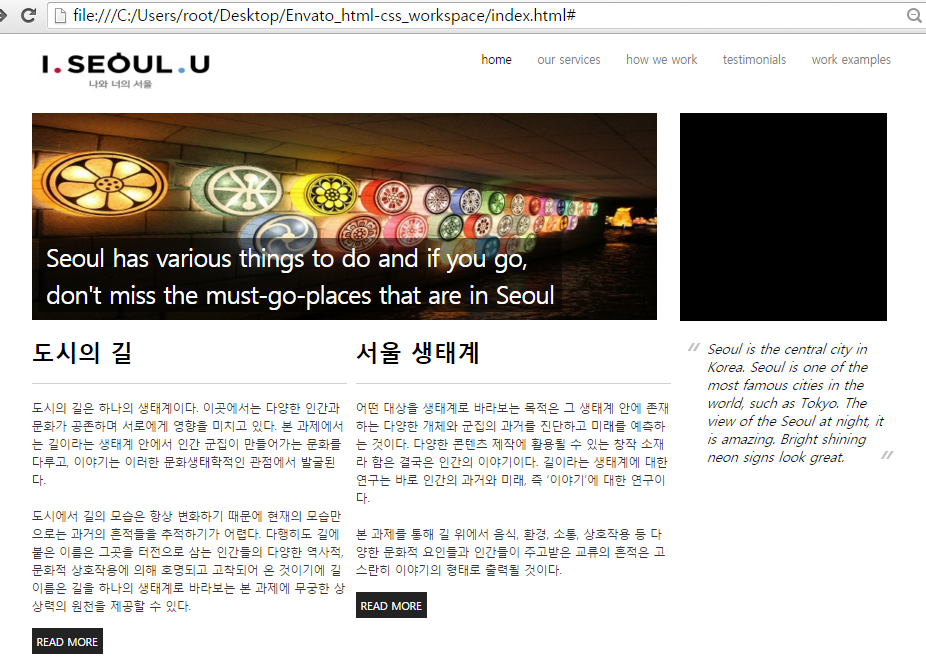 file:///C:/Users/root/Desktop/Envato_html-css_workspace/index.html#
I.SEOUL.U
나와 너의 서울
home our services how we work testimonials work examples
Seoul has various things to do and if you go,
don't miss the must-go-places that are in Seoul
도시의 길
도시의 길은 하나의 생태계이다. 이곳에서는 다양한 인간과
문화가 공존하며 서로에게 영향을 미치고 있다. 본 과제에서
는 길이라는 생태계 안에서 인간 군집이 만들어가는 문화를
다루고, 이야기는 이러한 문화생태학적인 관점에서 발굴된
다.
도시에서 길의 모습은 항상 변화하기 때문에 현재의 모습만
으로는 과거의 흔적들을 추적하기가 어렵다. 다행히도 길에
붙은 이름은 그곳을 터전으로 삼는 인간들의 다양한 역사적,
문화적 상호작용에 의해 호명되고 고착되어 온 것이기에 길
이름은 길을 하나의 생태계로 바라보는 본 과제에 무궁한 상
상력의 원천을 제공할 수 있다.
READ MORE
서울 생태계
어떤 대상을 생태계로 바라보는 목적은 그 생태계 안에 존재
하는 다양한 개체와 군집의 과거를 진단하고 미래를 예측하
는 것이다. 다양한 콘텐츠 제작에 활용될 수 있는 창작 소재
라 함은 결국은 인간의 이야기이다. 길이라는 생태계에 대한
연구는 바로 인간의 과거와 미래, 즉 '이야기'에 대한 연구이
다.
본 과제를 통해 길 위에서 음식, 환경, 소통, 상호작용 등 다
양한 문화적 요인들과 인간들이 주고받은 교류의 흔적은 고
스란히 이야기의 형태로 출력될 것이다.
READ MORE
" Seoul is the central city in
Korea. Seoul is one of the
most famous cities in the
world, such as Tokyo. The
view of the Seoul at night, it
is amazing. Bright shining
neon signs look great. "